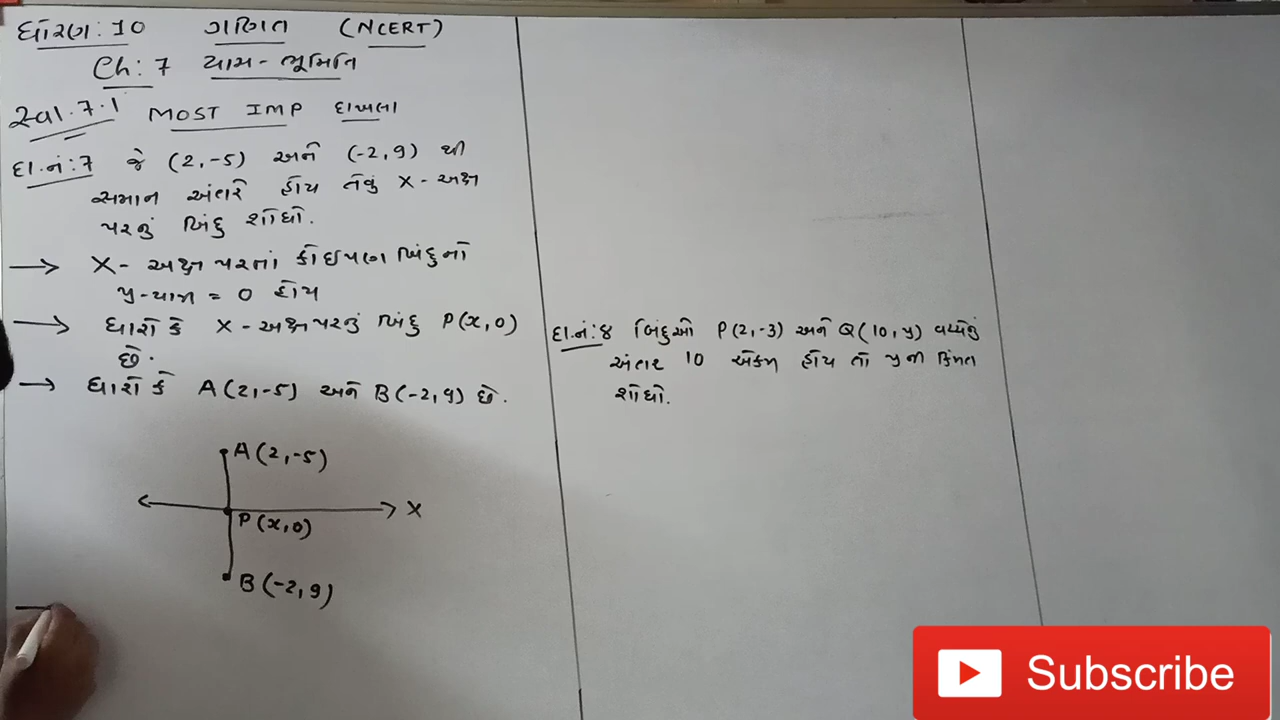 ધોરણ: 10 ગણિત (NCERT)
Ch: 7 યામ-ભૂમિતિ
સ્વા. 7.1 MOST IMP દાખલા
દા.નં: 7 જે (2,-5) અને (-2,9) થી
સમાન અંતરે હોય તેવું X-અક્ષ
પરનું બિંદુ શોધો.
→ X-અક્ષ પરનાં કોઈપણ બિંદુનો
y-યામ = 0 હોય
→ ધારો કે X-અક્ષ પરનું બિંદુ P(x,0)
છે.
→ ધારો કે A(2,-5) અને B(-2,9) છે.
A(2,-5)
X
P(x,0)
B(-2,9)
દા.નં: 8 બિંદુઓ P(2,-3) અને Q(10,y) વચ્ચેનું
અંતર 10 એકમ હોય તો y ની કિંમત
શોધો.
Subscribe